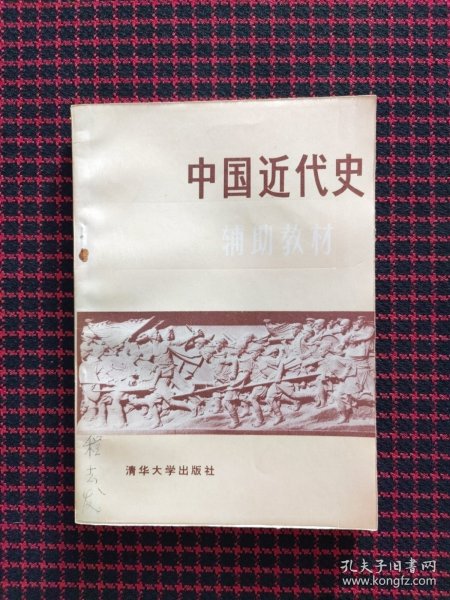 中国近代史
辅助教材
清华大学出版社
程
孔夫子旧书网
www.kongfz.com